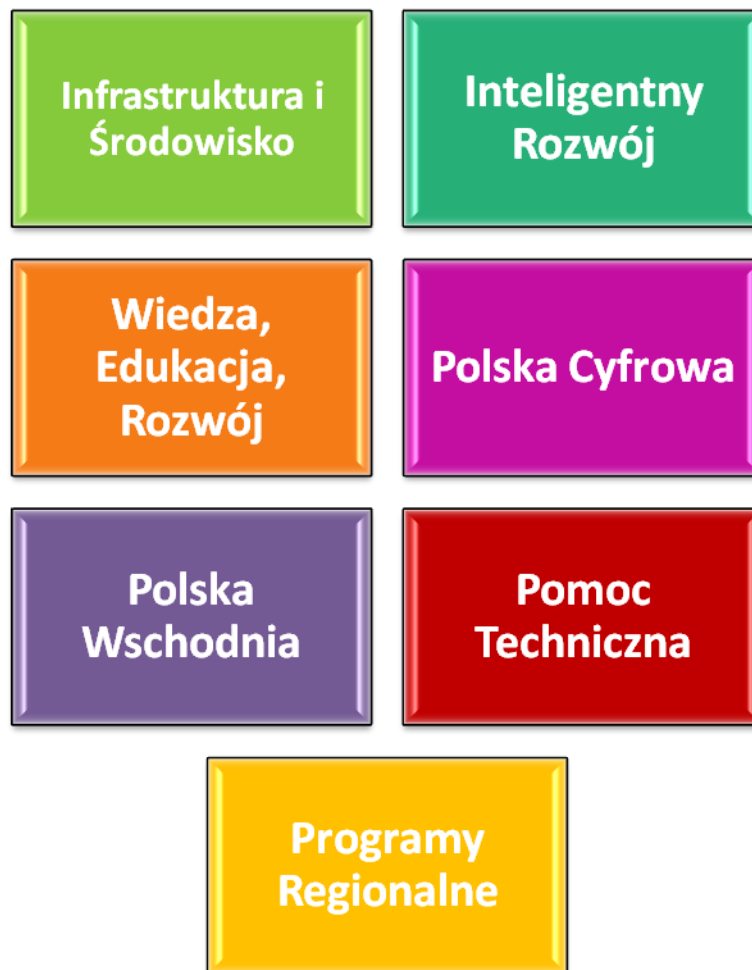 Infrastruktura i
Środowisko
Inteligentny
Rozwój
Wiedza,
Edukacja,
Rozwój
Polska Cyfrowa
Polska
Wschodnia
Pomoc
Techniczna
Programy
Regionalne